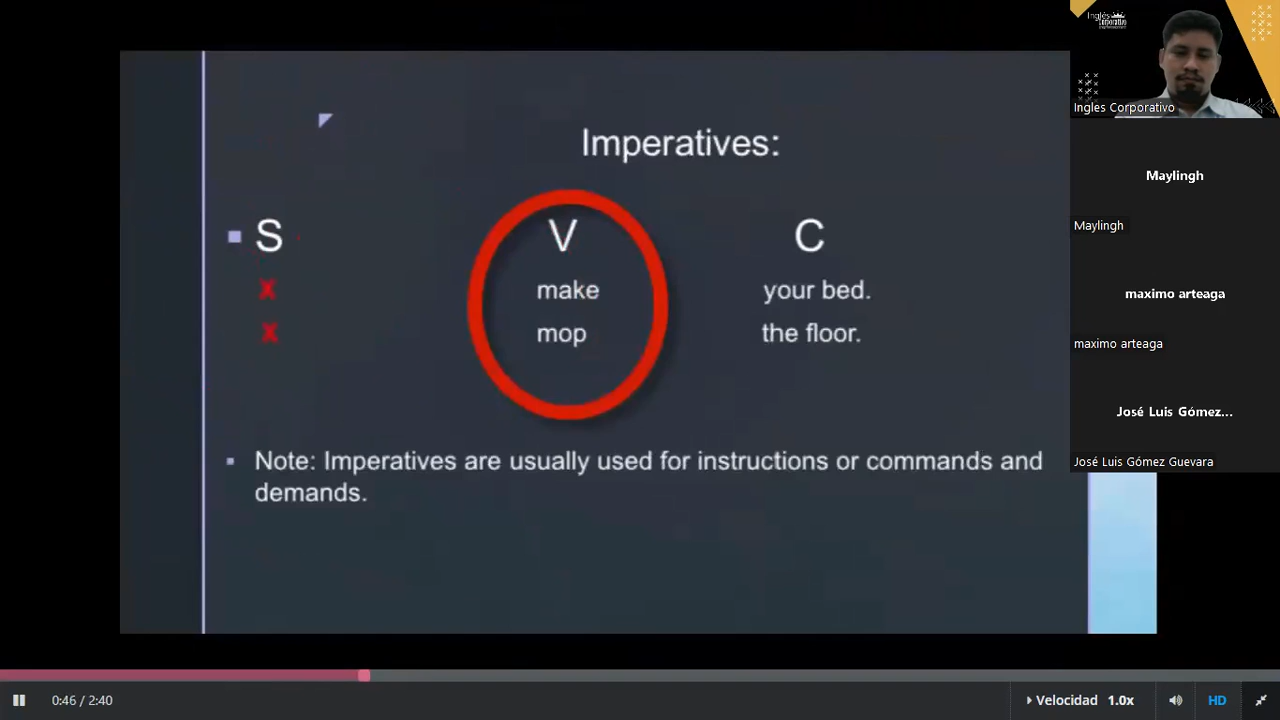 Imperatives:
S V C
x make your bed.
x mop the floor.
Note: Imperatives are usually used for instructions or commands and
demands.
Inglés
Corporativo
Ingles Corporativo
Maylingh
Maylingh
maximo arteaga
maximo arteaga
José Luis Gómez...
José Luis Gómez Guevara
0:46 / 2:40
Velocidad 1.0x
HD